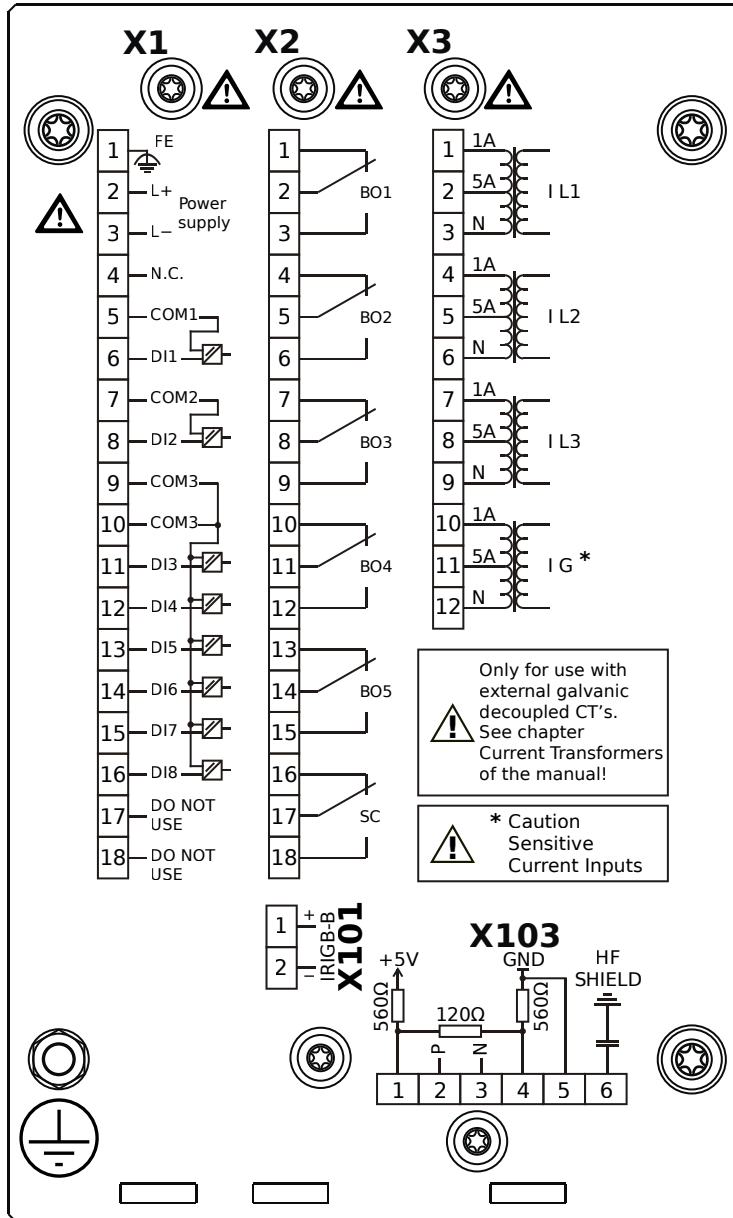 X1 X2 X3
1 FE
2 L+
Power
supply
3 L−
4 N.C.
5 COM1
6 DI1
7 COM2
8 DI2
9 COM3
10 COM3
11 DI3
12 DI4
13 DI5
14 DI6
15 DI7
16 DI8
17 DO NOT
USE
18 DO NOT
USE
1
2 BO1
3
4
5 BO2
6
7
8 BO3
9
10
11 BO4
12
13
14 BO5
15
16
17 SC
18
1 1A
2 5A I L1
3 N
4 1A
5 5A I L2
6 N
7 1A
8 5A I L3
9 N
10 1A
11 5A I G *
12 N
Only for use with
external galvanic
decoupled CT's.
See chapter
Current Transformers
of the manual!
* Caution
Sensitive
Current Inputs
1 +
2 −
IRIGB-B
X101
X103
+5V GND HF
SHIELD
560Ω 120Ω 560Ω
P N
1 2 3 4 5 6